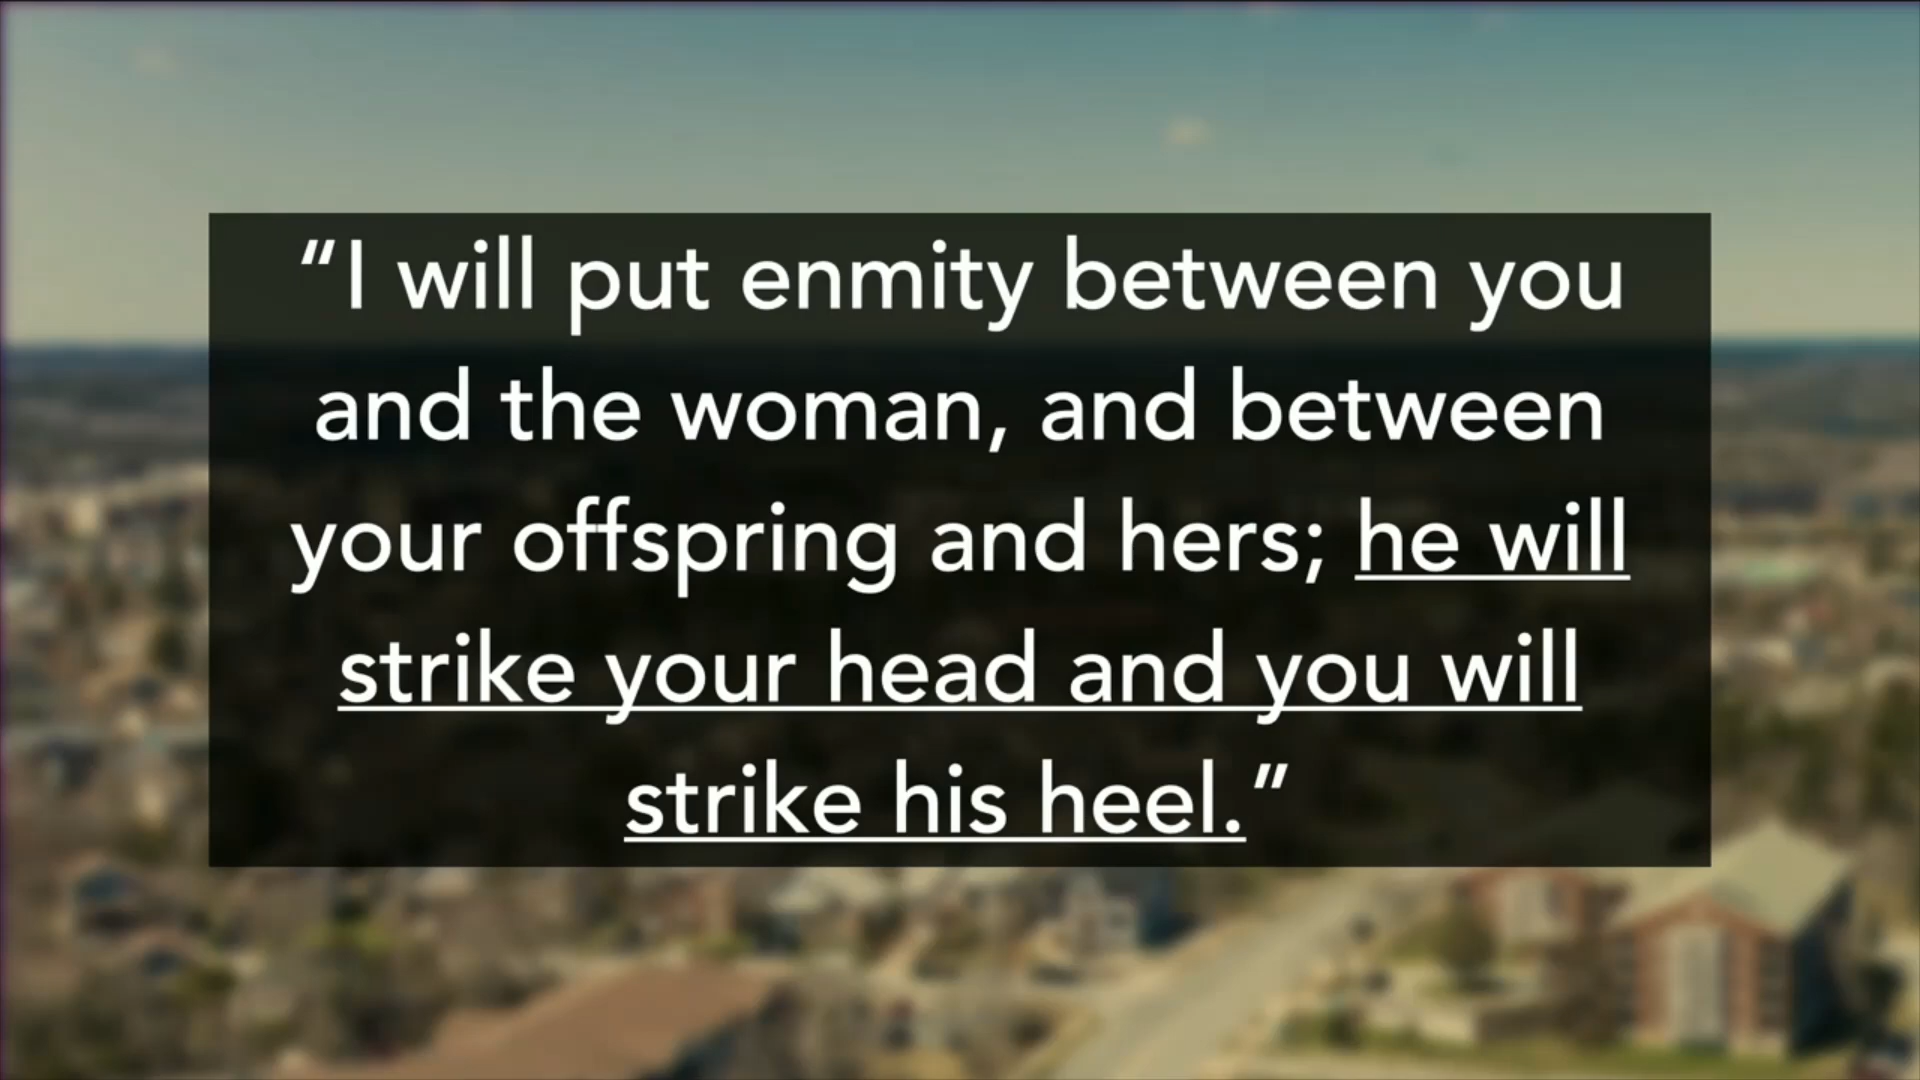 “I will put enmity between you
and the woman, and between
your offspring and hers; he will
strike your head and you will
strike his heel.”